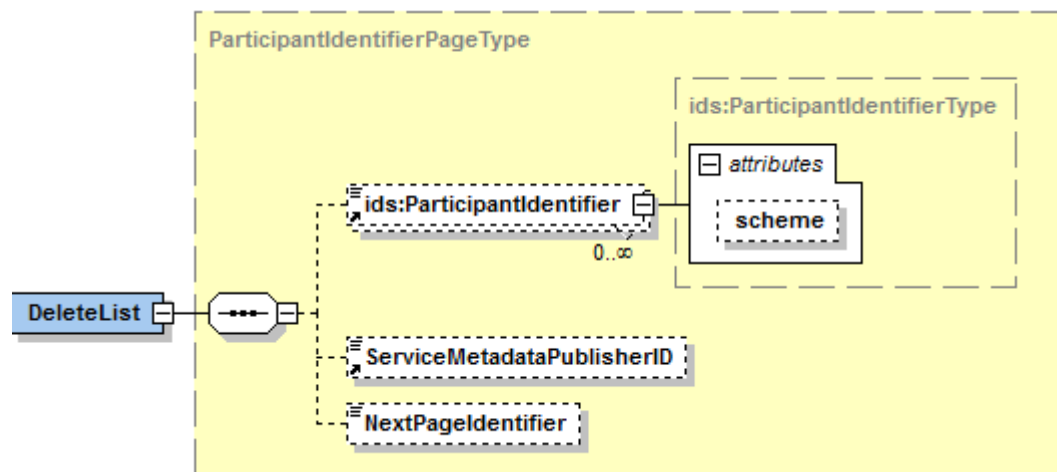 ParticipantIdentifierPageType
ids:ParticipantIdentifierType
attributes
ids:ParticipantIdentifier
scheme
0..∞
DeleteList
ServiceMetadataPublisherID
NextPageIdentifier